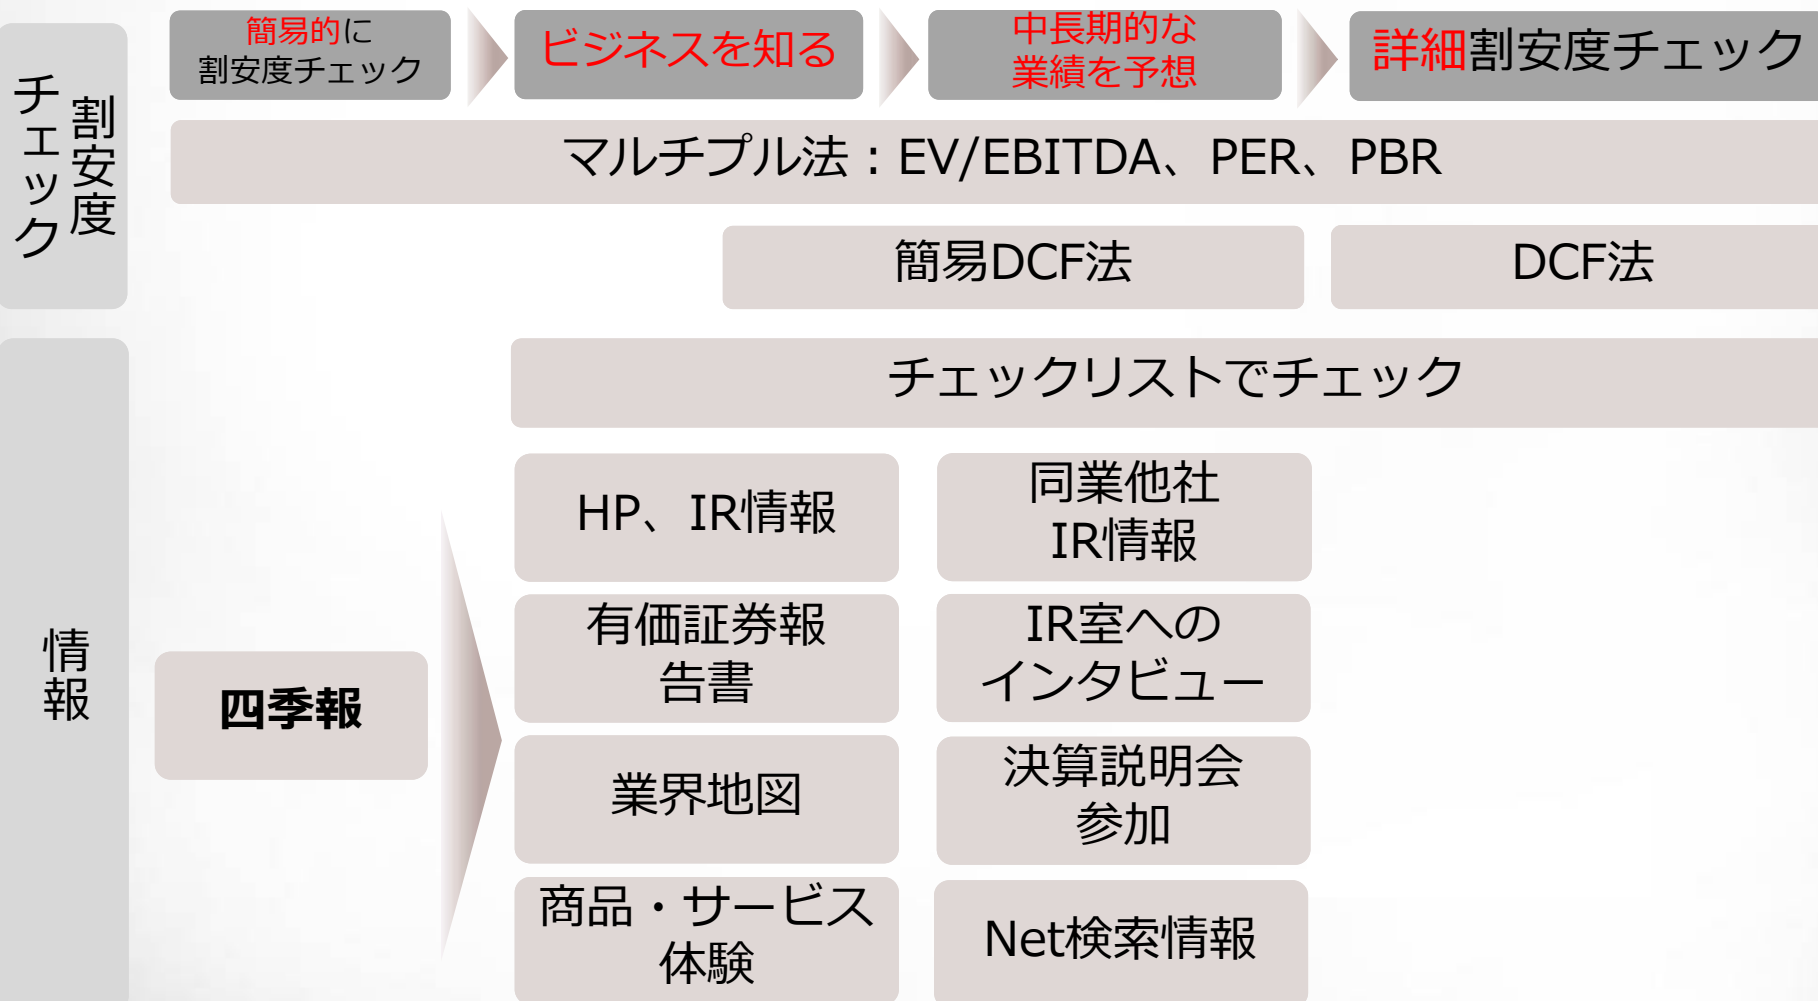 簡易的に
割安度チェック
ビジネスを知る
中長期的な
業績を予想
詳細割安度チェック
割安度
チェック
マルチプル法：EV/EBITDA、PER、PBR
簡易DCF法
DCF法
情報
チェックリストでチェック
四季報
HP、IR情報
有価証券報
告書
業界地図
商品・サービス
体験
同業他社
IR情報
IR室への
インタビュー
決算説明会
参加
Net検索情報